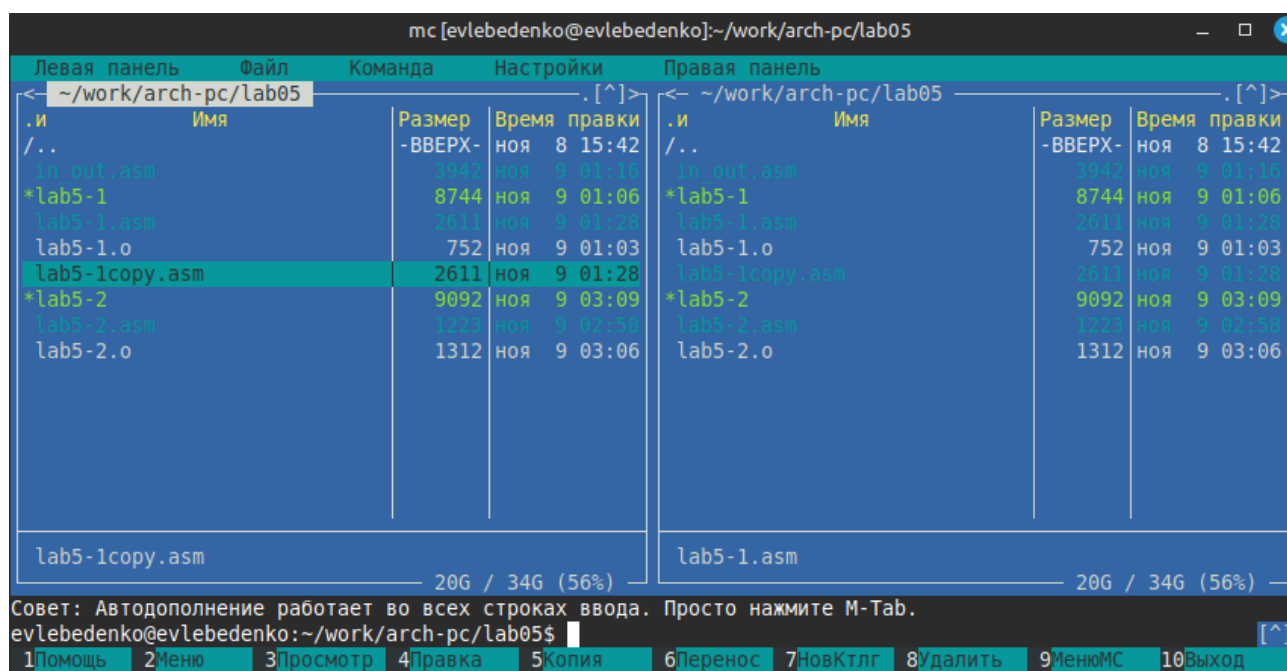 mc [evlebedenko@evlebedenko]:~/work/arch-pc/lab05
Левая панель Файл Команда Настройки Правая панель
<- ~/work/arch-pc/lab05 .[^]> <- ~/work/arch-pc/lab05 .[^]>
.и Имя Размер Время правки .и Имя Размер Время правки
/.. -ВВЕРХ- ноя 8 15:42 /.. -ВВЕРХ- ноя 8 15:42
in_out.asm 3942 ноя 9 01:16 in_out.asm 3942 ноя 9 01:16
*lab5-1 8744 ноя 9 01:06 *lab5-1 8744 ноя 9 01:06
lab5-1.asm 2611 ноя 9 01:28 lab5-1.asm 2611 ноя 9 01:28
lab5-1.o 752 ноя 9 01:03 lab5-1.o 752 ноя 9 01:03
lab5-1copy.asm 2611 ноя 9 01:28 lab5-1copy.asm 2611 ноя 9 01:28
*lab5-2 9092 ноя 9 03:09 *lab5-2 9092 ноя 9 03:09
lab5-2.asm 1223 ноя 9 02:58 lab5-2.asm 1223 ноя 9 02:58
lab5-2.o 1312 ноя 9 03:06 lab5-2.o 1312 ноя 9 03:06
lab5-1copy.asm lab5-1.asm
20G / 34G (56%) 20G / 34G (56%)
Совет: Автодополнение работает во всех строках ввода. Просто нажмите M-Tab.
evlebedenko@evlebedenko:~/work/arch-pc/lab05$ [^]
1Помощь 2Меню 3Просмотр 4Правка 5Копия 6Перенос 7НовКтлг 8Удалить 9МенюMC 10Выход